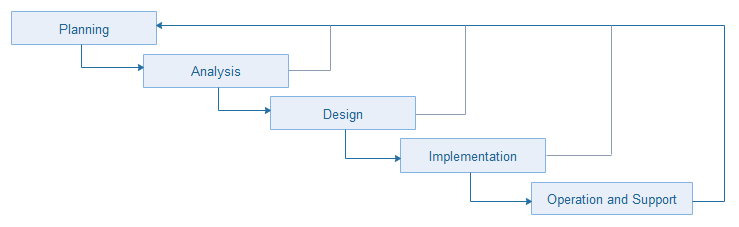 Planning
Analysis
Design
Implementation
Operation and Support